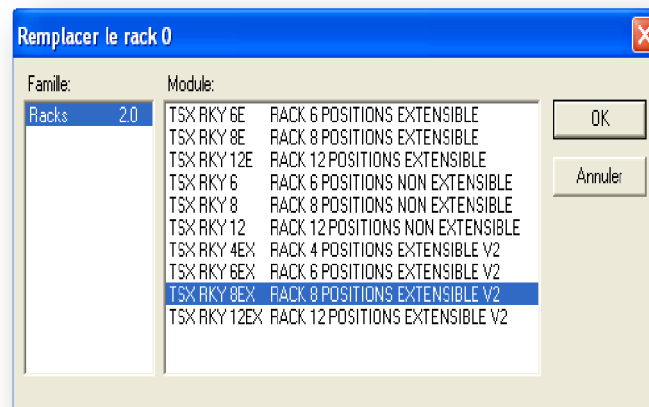 Remplacer le rack 0
Famille:
Module:
Racks 2.0
TSX RKY 6E RACK 6 POSITIONS EXTENSIBLE
TSX RKY 8E RACK 8 POSITIONS EXTENSIBLE
TSX RKY 12E RACK 12 POSITIONS EXTENSIBLE
TSX RKY 6 RACK 6 POSITIONS NON EXTENSIBLE
TSX RKY 8 RACK 8 POSITIONS NON EXTENSIBLE
TSX RKY 12 RACK 12 POSITIONS NON EXTENSIBLE
TSX RKY 4EX RACK 4 POSITIONS EXTENSIBLE V2
TSX RKY 6EX RACK 6 POSITIONS EXTENSIBLE V2
TSX RKY 8EX RACK 8 POSITIONS EXTENSIBLE V2
TSX RKY 12EX RACK 12 POSITIONS EXTENSIBLE V2
OK
Annuler